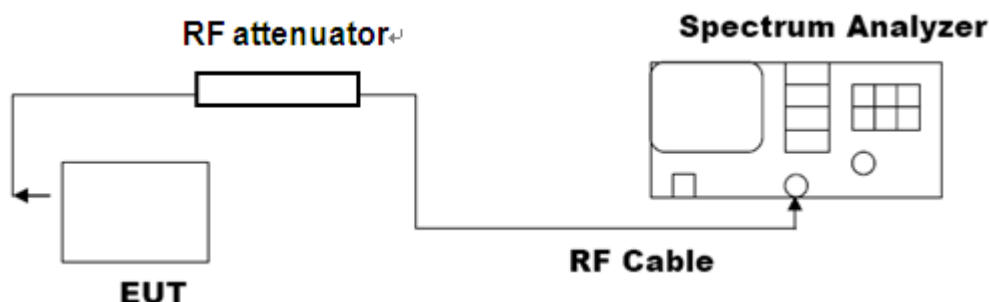 RF attenuator↵
Spectrum Analyzer
RF Cable
EUT